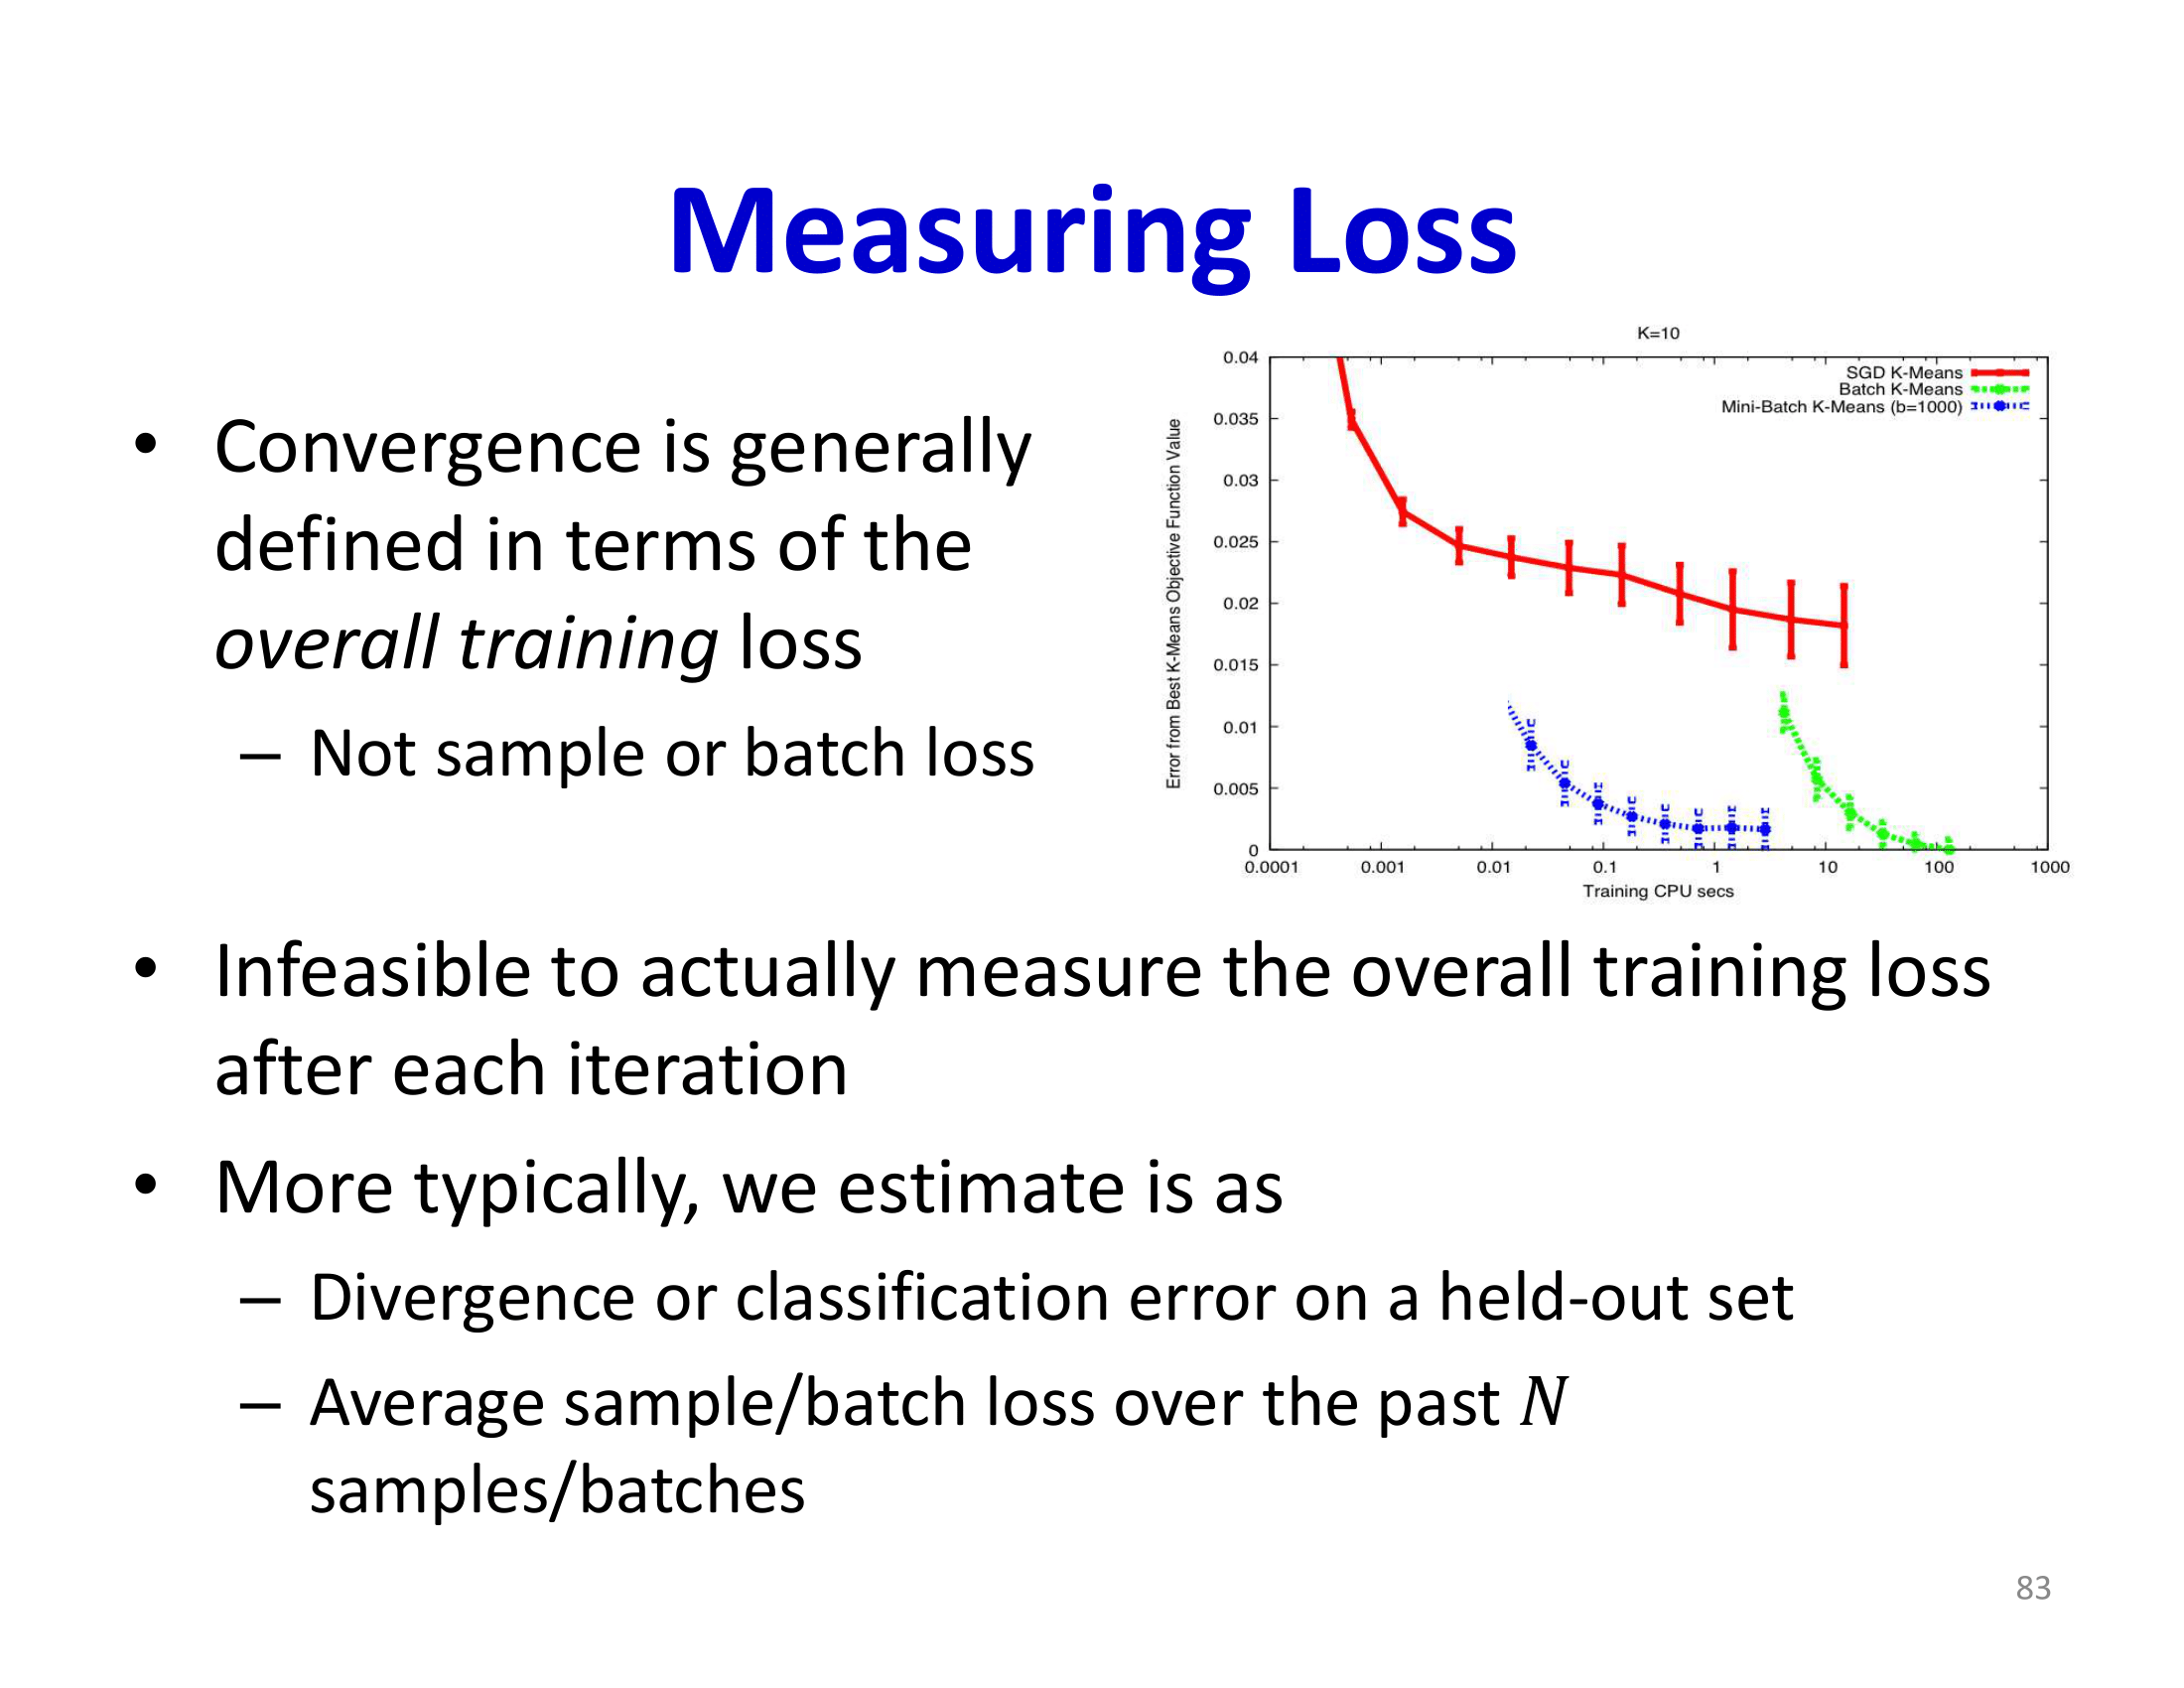 Measuring Loss
• Convergence is generally
defined in terms of the
overall training loss
– Not sample or batch loss
K=10
SGD K-Means
Batch K-Means
Mini-Batch K-Means (b=1000)
Error from Best K-Means Objective Function Value
0.04
0.035
0.03
0.025
0.02
0.015
0.01
0.005
0
0.0001 0.001 0.01 0.1 1 10 100 1000
Training CPU secs
• Infeasible to actually measure the overall training loss
after each iteration
• More typically, we estimate is as
– Divergence or classification error on a held-out set
– Average sample/batch loss over the past N
samples/batches
83